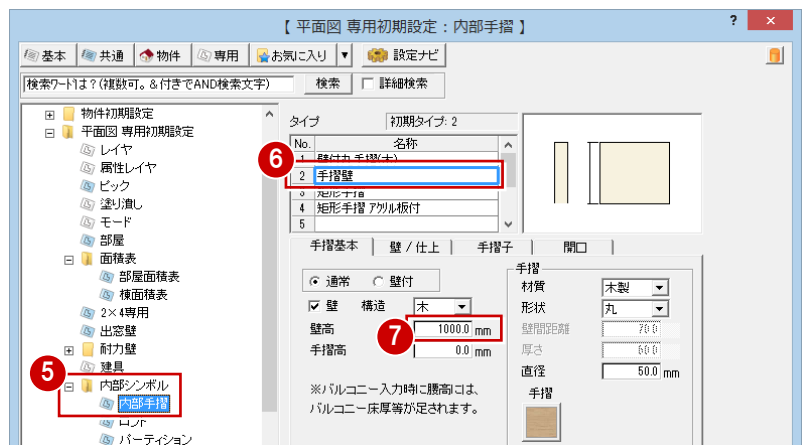 【 平面図 専用初期設定：内部手摺 】 ? x
基本 共通 物件 専用 お気に入り ▼ 設定ナビ
検索ワードは？(複数可。＆付きでAND検索文字) 検索 詳細検索
物件初期設定
平面図 専用初期設定
レイヤ
属性レイヤ
ピック
塗り潰し
モード
部屋
面積表
部屋面積表
棟面積表
2×4専用
出窓壁
耐力壁
建具
5
内部シンボル
内部手摺
ロフト
パーティション
タイプ 初期タイプ: 2
No. 名称
6
1 壁付丸手摺(木)
2 手摺壁
3 矩形手摺
4 矩形手摺 アクリル板付
5
手摺基本 壁 / 仕上 手摺子 開口
通常 壁付
壁 構造 木
壁高 1000.0 mm
7
手摺高 0.0 mm
※バルコニー入力時に腰高には、
バルコニー床厚等が足されます。
手摺
材質 木製
形状 丸
壁間距離 70.0
厚さ 60.0
直径 50.0 mm
手摺